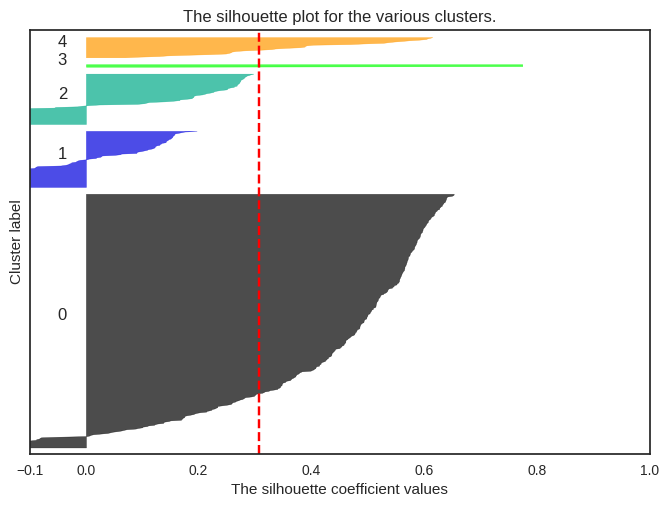 The silhouette plot for the various clusters.
4
3
2
1
0
Cluster label
−0.1 0.0 0.2 0.4 0.6 0.8 1.0
The silhouette coefficient values